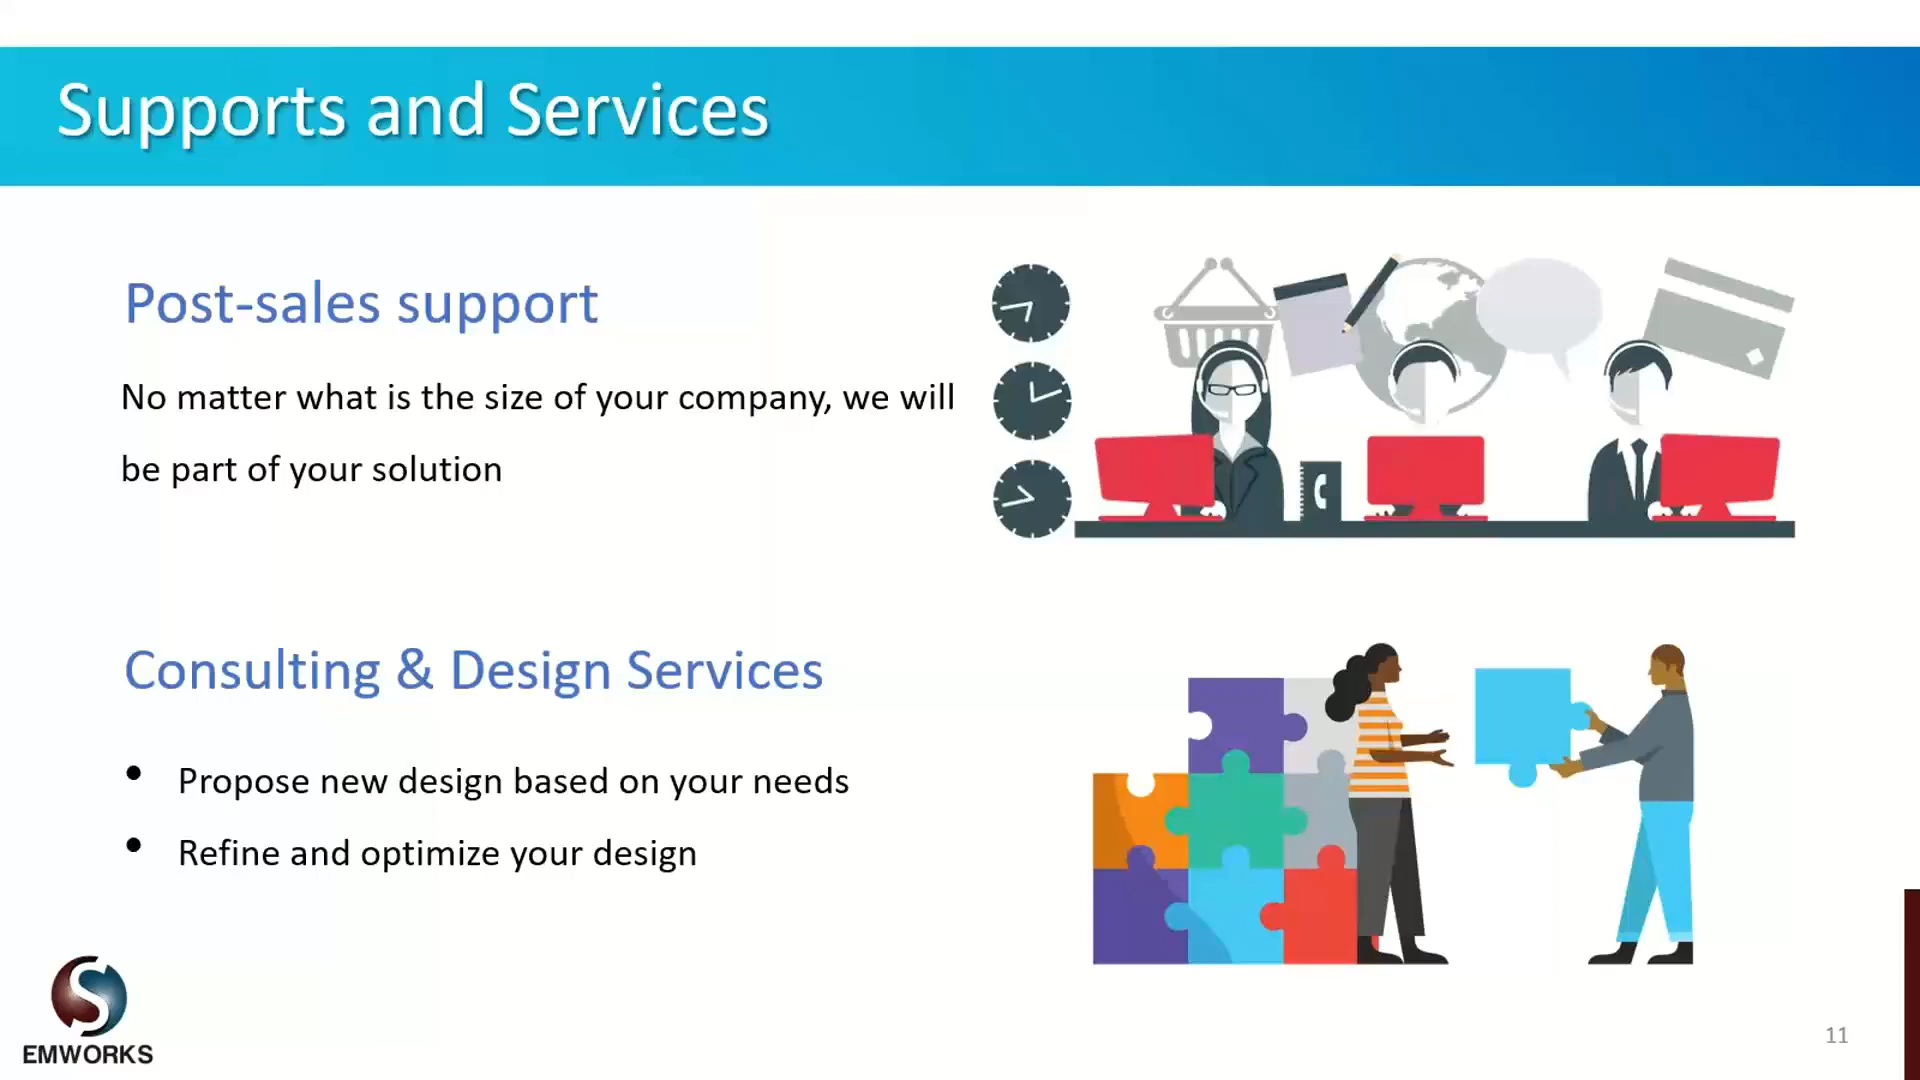 Supports and Services
Post-sales support
No matter what is the size of your company, we will
be part of your solution
Consulting & Design Services
• Propose new design based on your needs
• Refine and optimize your design
EMWORKS
11